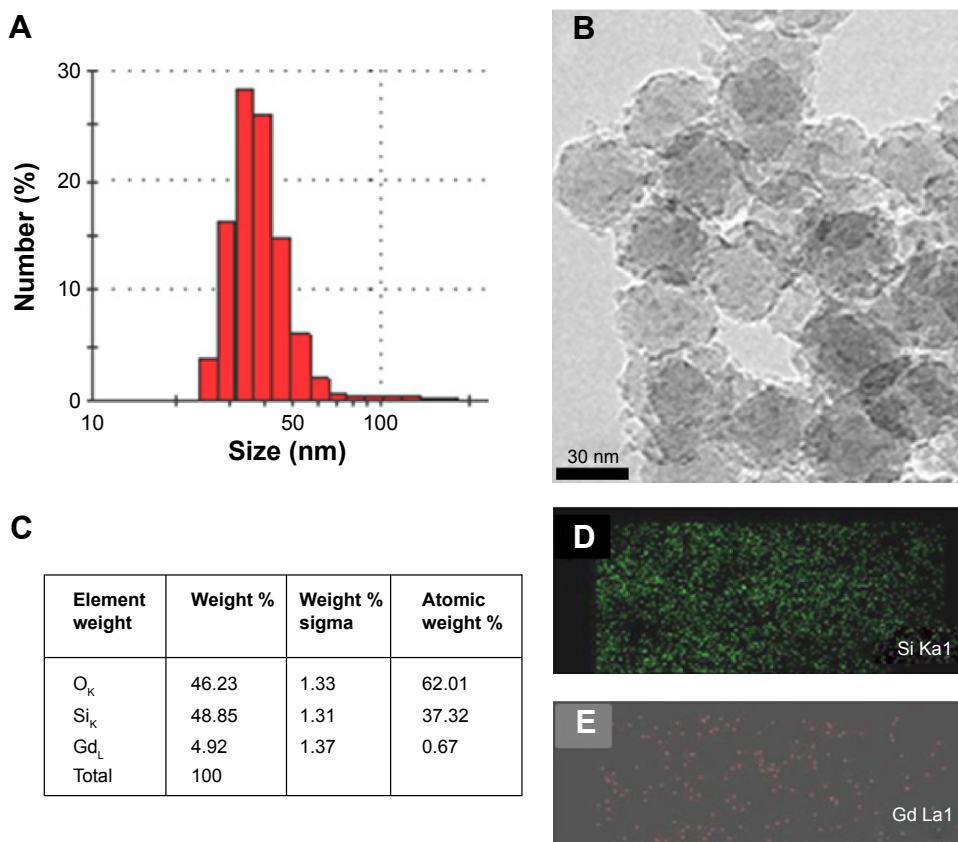 A
30
20
10
0
Number (%)
10
50
100
Size (nm)
B
30 nm
C
Element weight
Weight %
Weight % sigma
Atomic weight %
O_K 46.23 1.33 62.01
Si_K 48.85 1.31 37.32
Gd_L 4.92 1.37 0.67
Total 100
D
Si Ka1
E
Gd La1